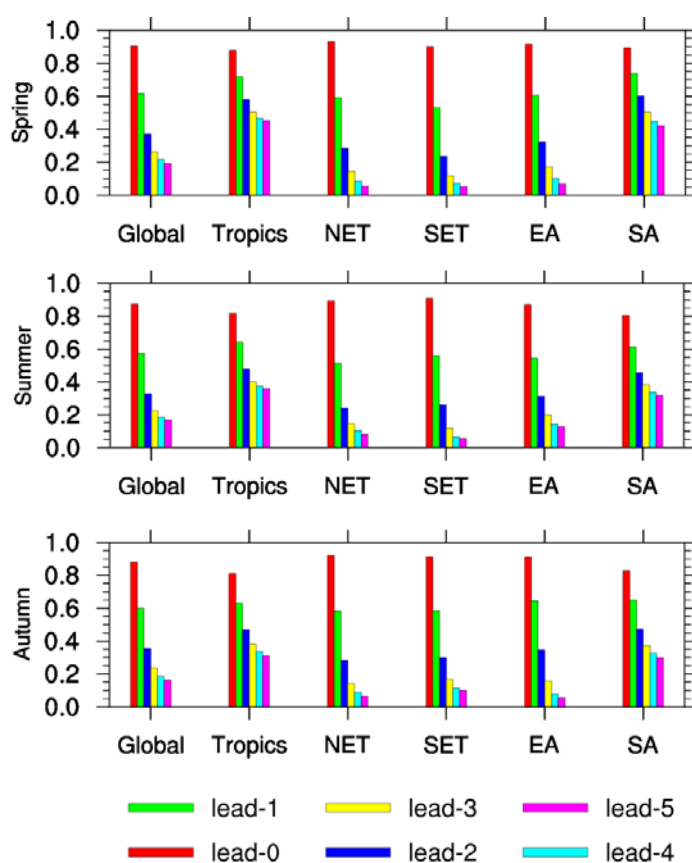 1.0
0.8
0.6
0.4
0.2
0.0
Spring
Global Tropics NET SET EA SA
1.0
0.8
0.6
0.4
0.2
0.0
Summer
Global Tropics NET SET EA SA
1.0
0.8
0.6
0.4
0.2
0.0
Autumn
Global Tropics NET SET EA SA
lead-1 lead-3 lead-5
lead-0 lead-2 lead-4